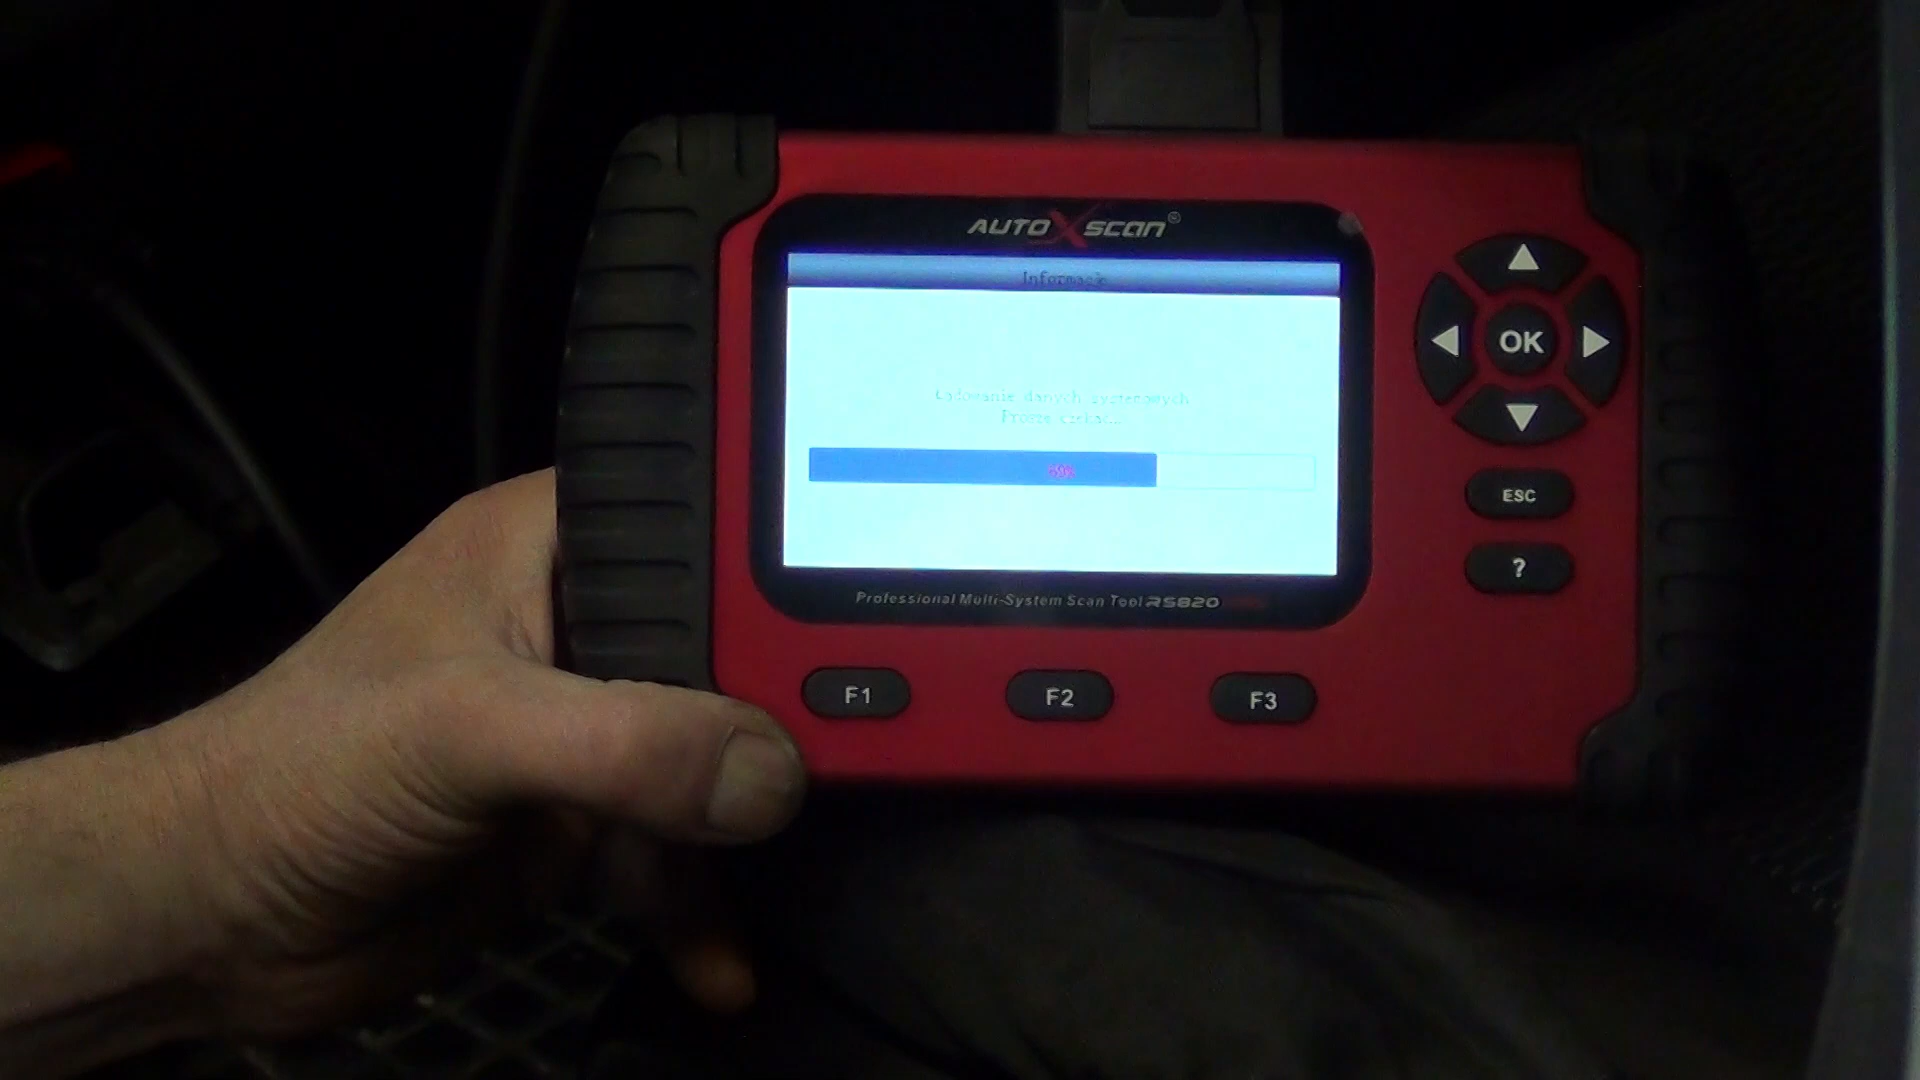 AUTO X SCAN®
Informacje
Ładowanie danych systemowych
Proszę czekać...
Professional Multi-System Scan Tool RS820
OK
ESC
?
F1
F2
F3